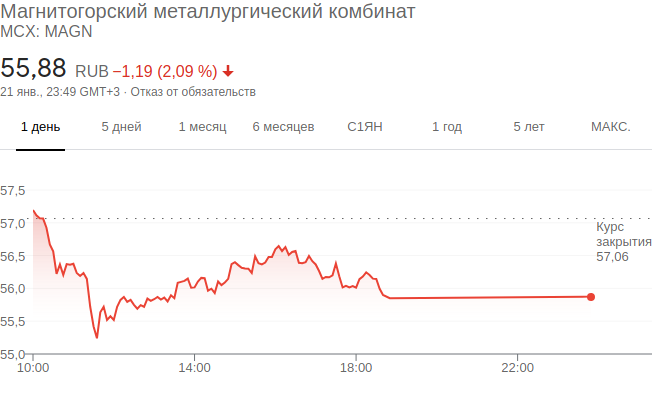 Магнитогорский металлургический комбинат
MCX: MAGN
55,88 RUB −1,19 (2,09 %)
21 янв., 23:49 GMT+3 · Отказ от обязательств
1 день 5 дней 1 месяц 6 месяцев С1ЯН 1 год 5 лет МАКС.
57,5
57,0
Курс
закрытия
57,06
56,5
56,0
55,5
55,0
10:00 14:00 18:00 22:00